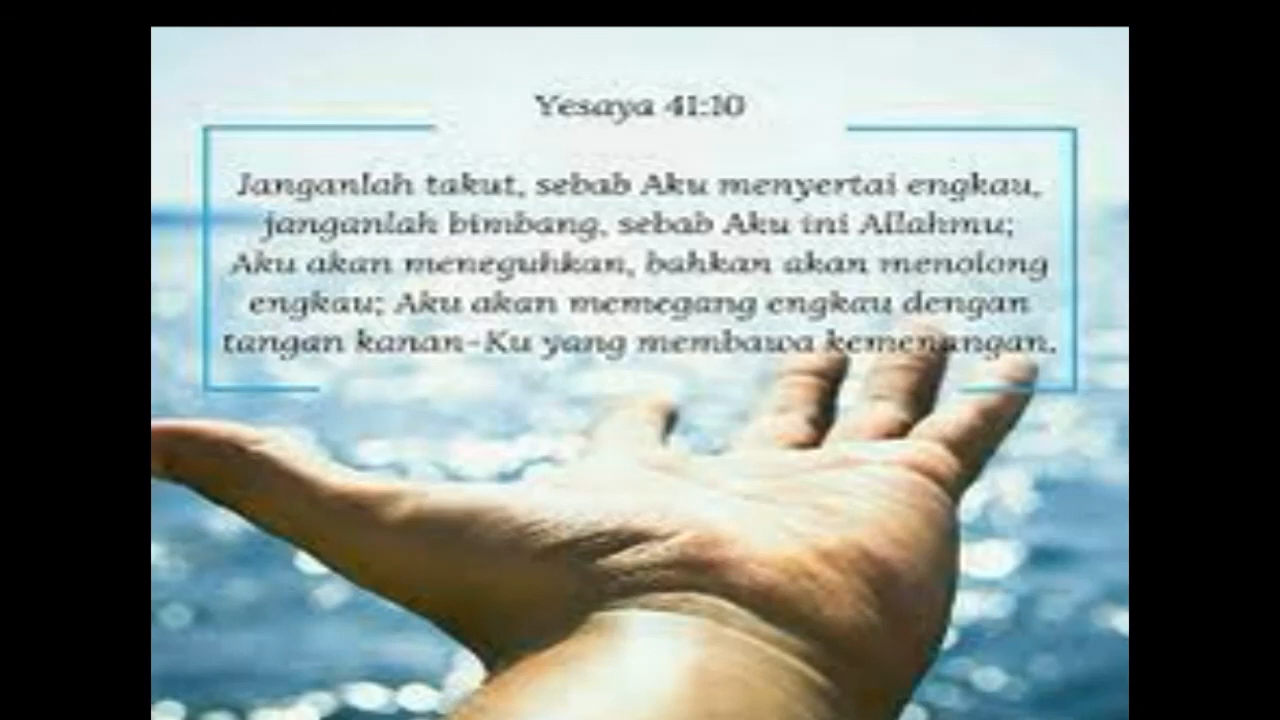 Yesaya 41:10
Janganlah takut, sebab Aku menyertai engkau,
janganlah bimbang, sebab Aku ini Allahmu;
Aku akan meneguhkan, bahkan akan menolong
engkau; Aku akan memegang engkau dengan
tangan kanan-Ku yang membawa kemenangan.